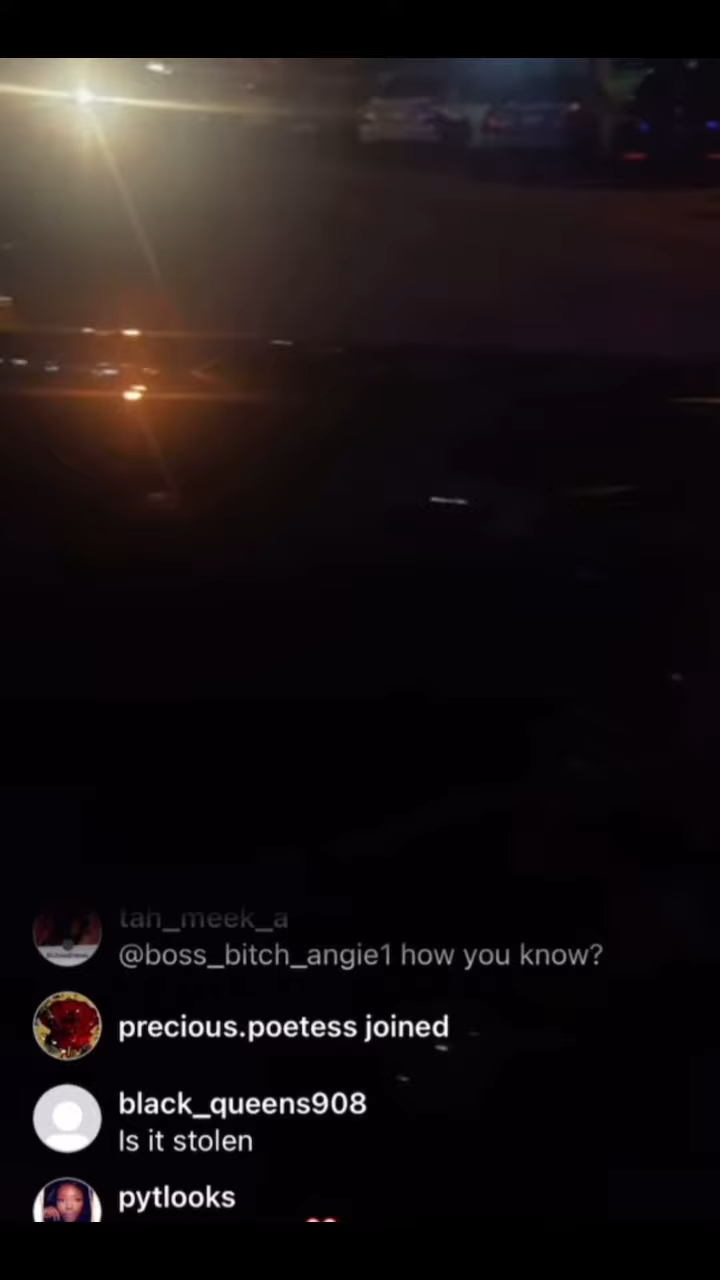 tah_meek_a
@boss_bitch_angie1 how you know?
precious.poetess joined
black_queens908
Is it stolen
pytlooks